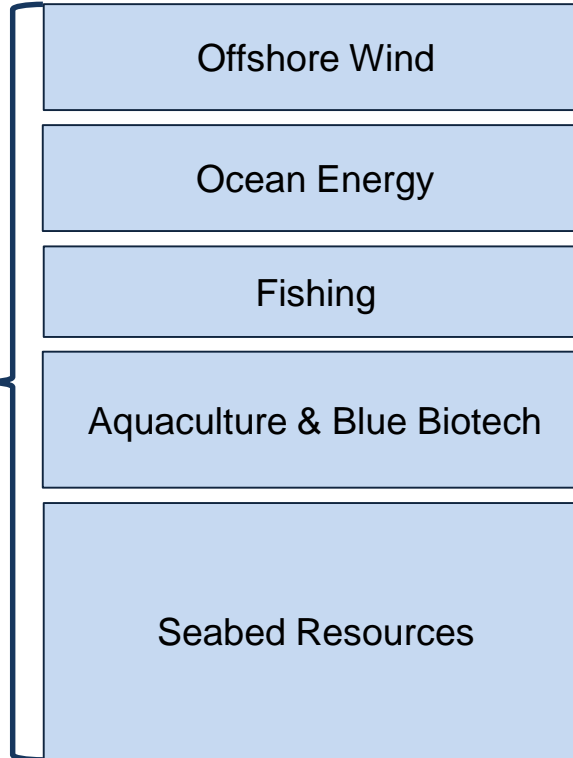 Offshore Wind
Ocean Energy
Fishing
Aquaculture & Blue Biotech
Seabed Resources